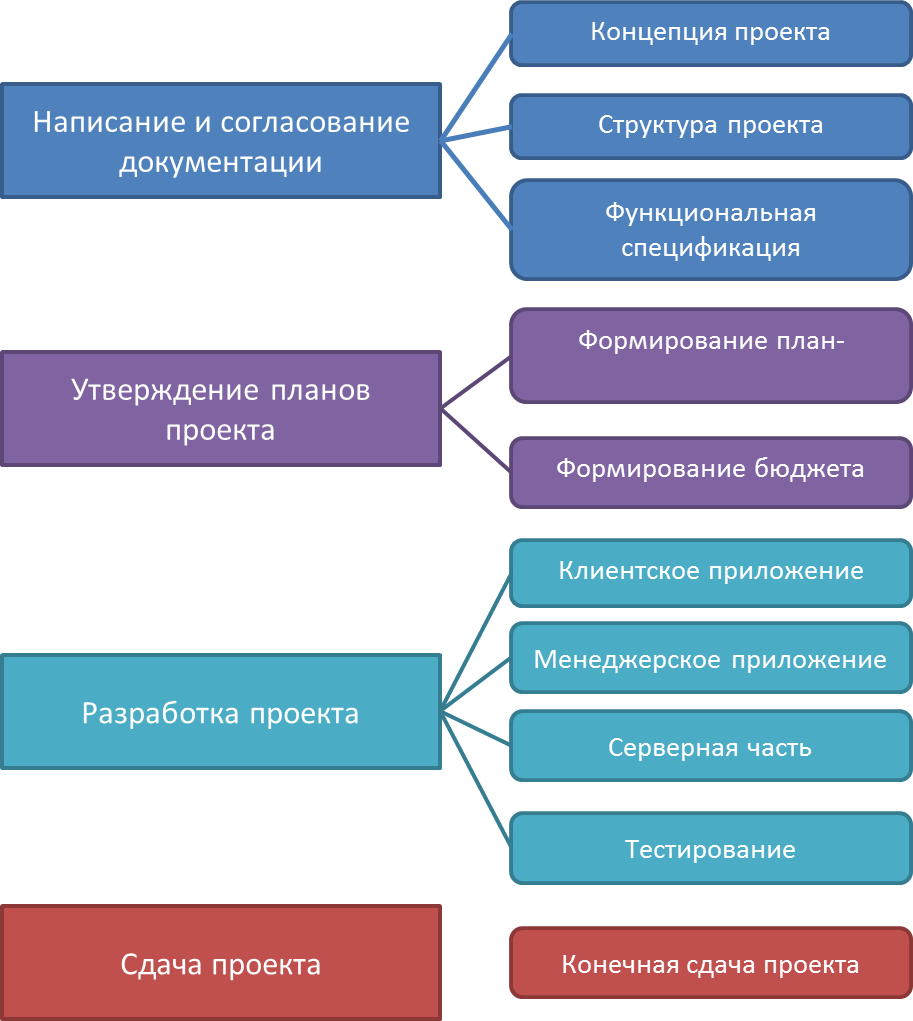 Написание и согласование
документации
Концепция проекта
Структура проекта
Функциональная
спецификация
Утверждение планов
проекта
Формирование план-
Формирование бюджета
Разработка проекта
Клиентское приложение
Менеджерское приложение
Серверная часть
Тестирование
Сдача проекта
Конечная сдача проекта